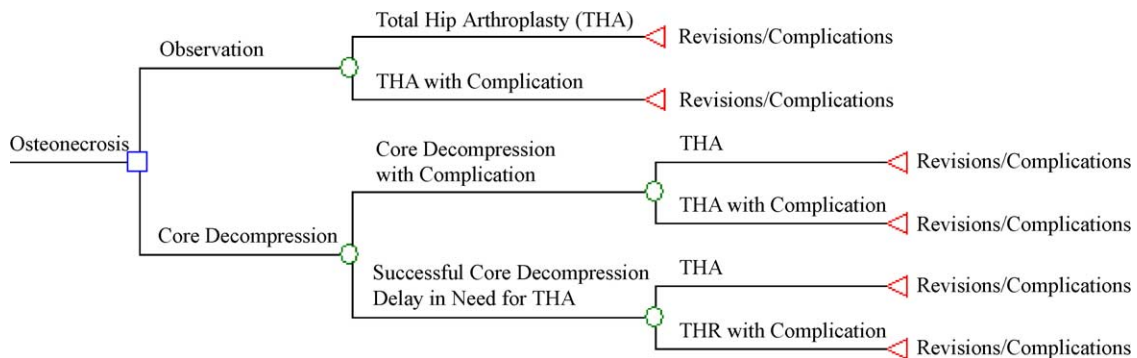 Total Hip Arthroplasty (THA)
Revisions/Complications
Observation
THA with Complication
Revisions/Complications
Osteonecrosis
Core Decompression
with Complication
THA
Revisions/Complications
THA with Complication
Revisions/Complications
Core Decompression
Successful Core Decompression
Delay in Need for THA
THA
Revisions/Complications
THR with Complication
Revisions/Complications